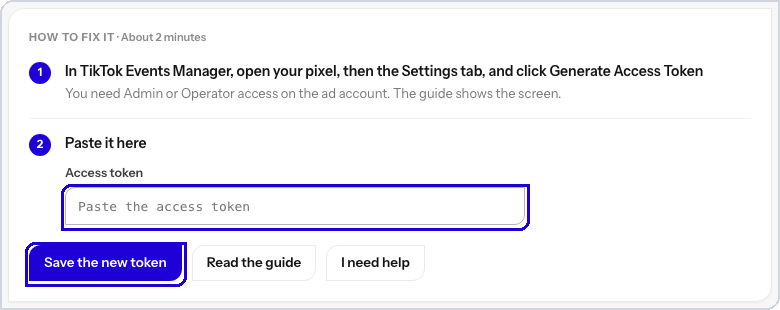 HOW TO FIX IT · About 2 minutes
1 In TikTok Events Manager, open your pixel, then the Settings tab, and click Generate Access Token
You need Admin or Operator access on the ad account. The guide shows the screen.
2 Paste it here
Access token
Paste the access token
Save the new token Read the guide I need help